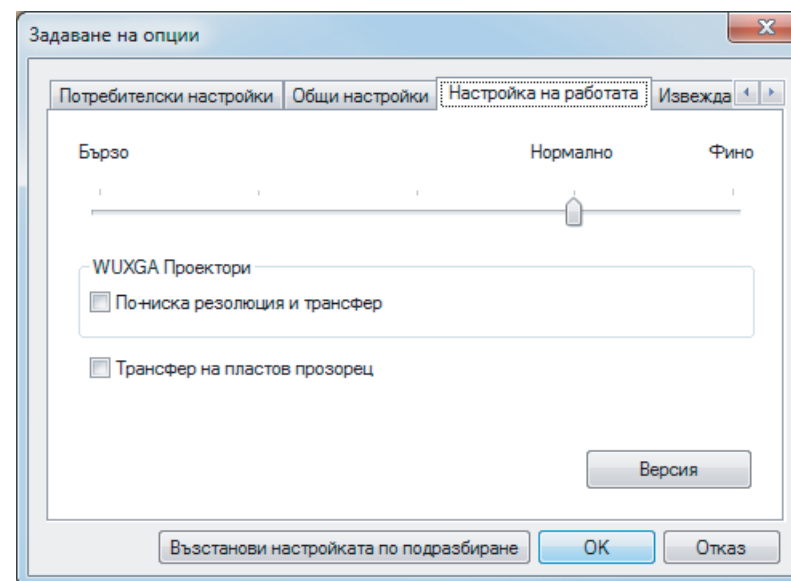 Задаване на опции
Потребителски настройки Общи настройки Настройка на работата Извежда
Бързо Нормално Фино
WUXGA Проектори
По-ниска резолюция и трансфер
Трансфер на пластов прозорец
Версия
Възстанови настройката по подразбиране OK Отказ